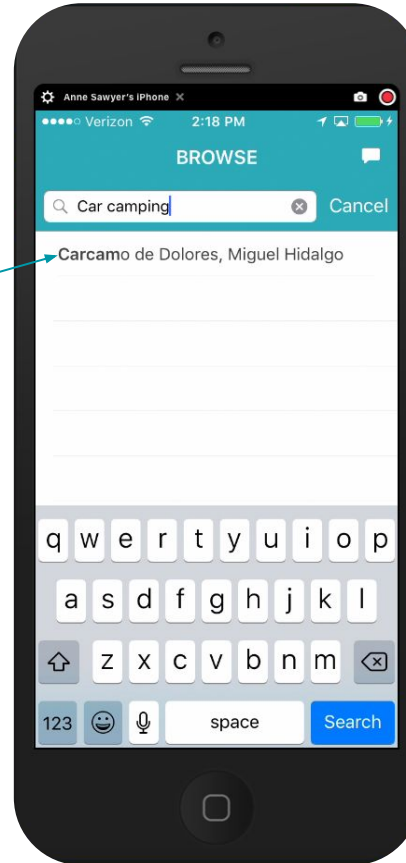 Anne Sawyer's iPhone ×
Verizon 2:18 PM
BROWSE
Car camping Cancel
Carcamo de Dolores, Miguel Hidalgo
q w e r t y u i o p
a s d f g h j k l
z x c v b n m
123 space Search